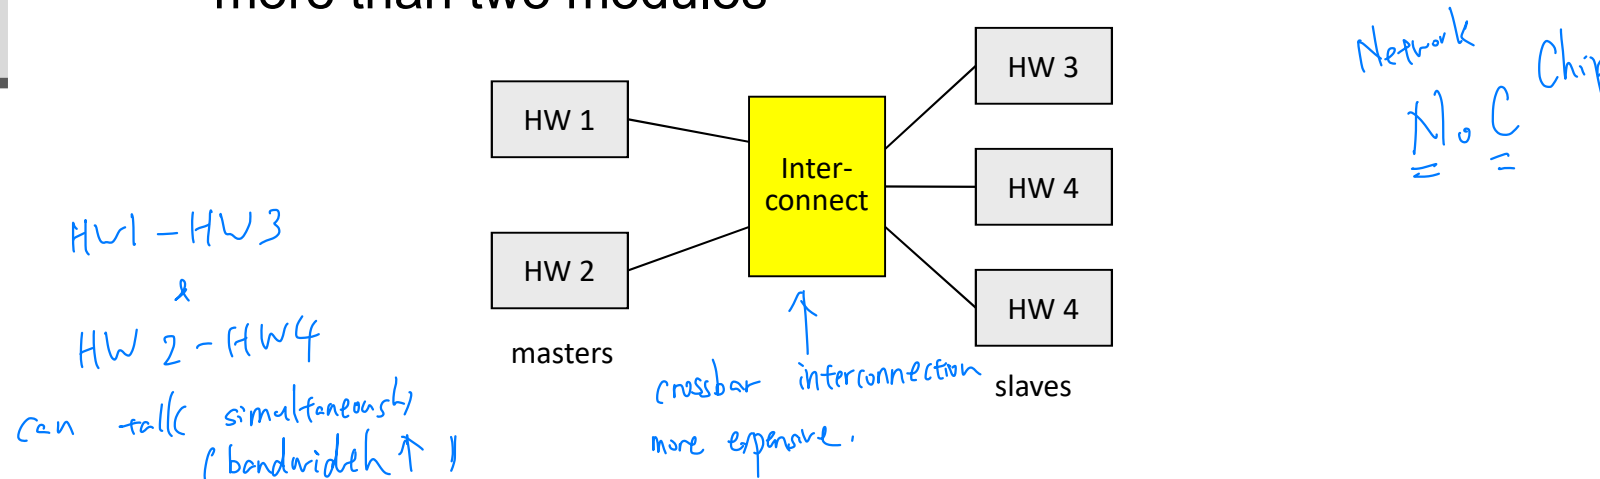 more than two modules
HW 1
HW 2
masters
Inter-
connect
HW 3
HW 4
HW 4
slaves
HW1 - HW3
&
HW 2 - HW4
can talk simultaneously
(bandwidth ↑)
crossbar interconnection
more expensive.
Network Chip
N o C